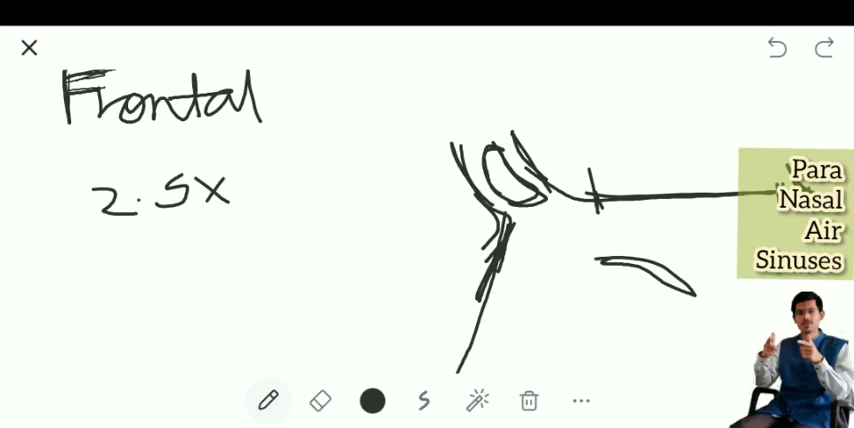 Frontal
2.5x
Para
Nasal
Air
Sinuses